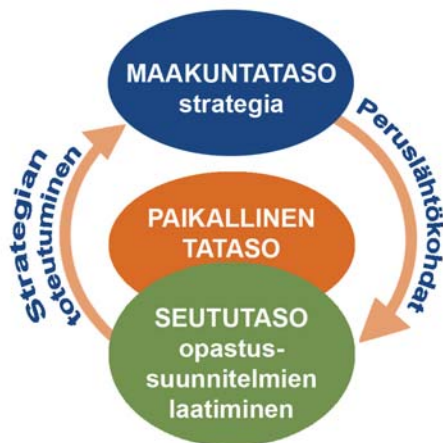 MAAKUNTATASO
strategia
Peruslähtökohdat
Strategian
toteutuminen
PAIKALLINEN
TATASO
SEUTUTASO
opastus-
suunnitelmien
laatiminen